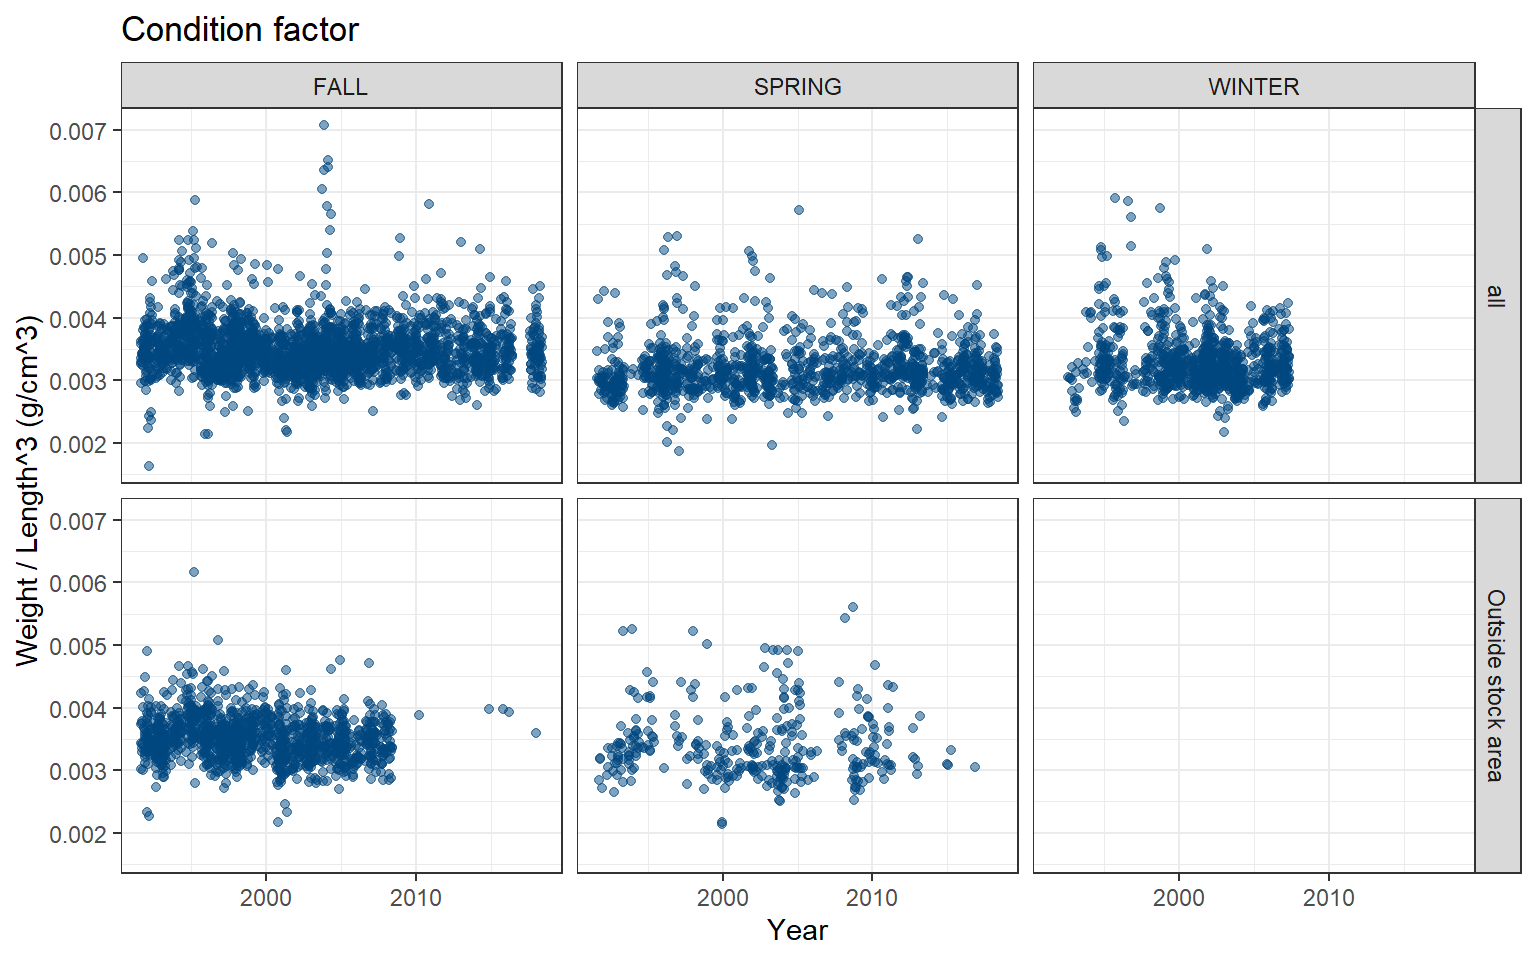 Condition factor
FALL
SPRING
WINTER
0.007
0.006
0.005
0.004
0.003
0.002
all
0.007
0.006
0.005
0.004
0.003
0.002
Outside stock area
Weight / Length^3 (g/cm^3)
2000
2010
2000
2010
2000
2010
Year